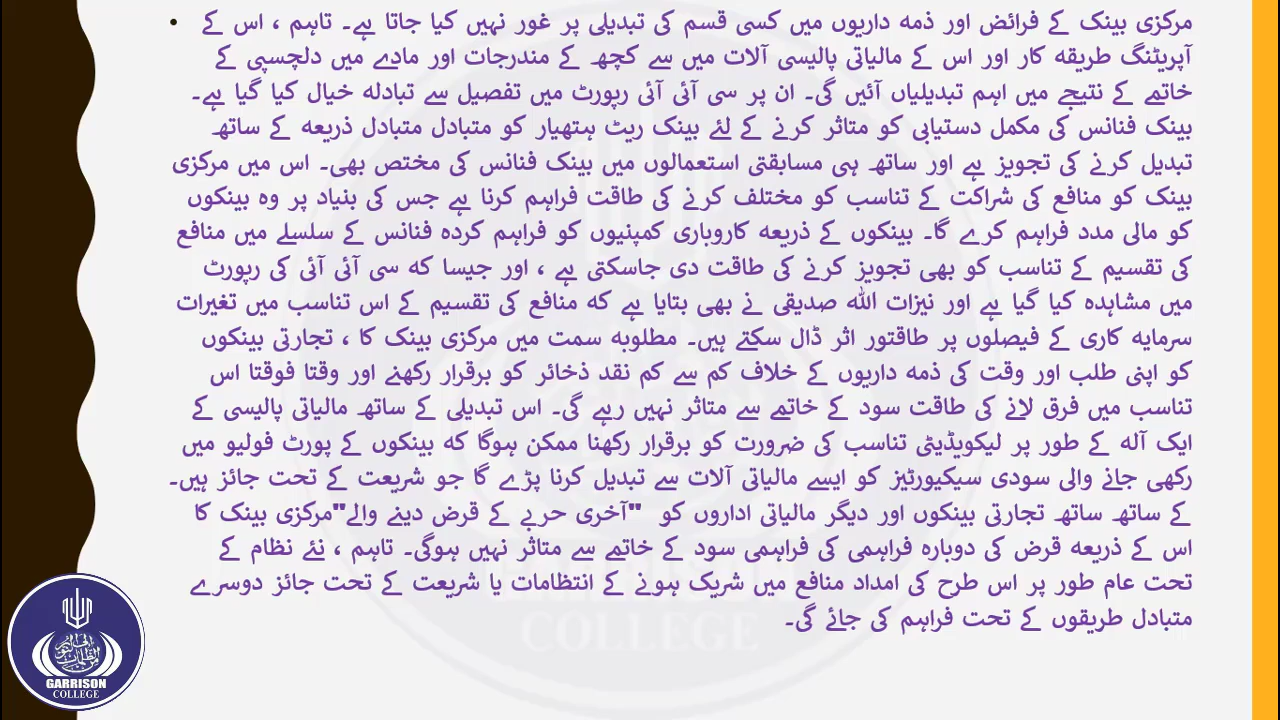 • مرکزی بینک کے فرائض اور ذمہ داریوں میں کسی قسم کی تبدیلی پر غور نہیں کیا جاتا ہے۔ تاہم ، اس کے
آپریٹنگ طریقہ کار اور اس کے مالیاتی پالیسی آلات میں سے کچھ کے مندرجات اور مادے میں دلچسپی کے
خاتمے کے نتیجے میں اہم تبدیلیاں آئیں گی۔ ان پر سی آئی آئی رپورٹ میں تفصیل سے تبادلہ خیال کیا گیا ہے۔
بینک فنانس کی مکمل دستیابی کو متاثر کرنے کے لئے بینک ریٹ ہتھیار کو متبادل متبادل ذریعہ کے ساتھ
تبدیل کرنے کی تجویز ہے اور ساتھ ہی مسابقتی استعمالوں میں بینک فنانس کی مختص بھی۔ اس میں مرکزی
بینک کو منافع کی شراکت کے تناسب کو مختلف کرنے کی طاقت فراہم کرنا ہے جس کی بنیاد پر وہ بینکوں
کو مالی مدد فراہم کرے گا۔ بینکوں کے ذریعہ کاروباری کمپنیوں کو فراہم کردہ فنانس کے سلسلے میں منافع
کی تقسیم کے تناسب کو بھی تجویز کرنے کی طاقت دی جاسکتی ہے ، اور جیسا کہ سی آئی آئی کی رپورٹ
میں مشاہدہ کیا گیا ہے اور نیزات اللہ صدیقی نے بھی بتایا ہے کہ منافع کی تقسیم کے اس تناسب میں تغیرات
سرمایہ کاری کے فیصلوں پر طاقتور اثر ڈال سکتے ہیں۔ مطلوبہ سمت میں مرکزی بینک کا ، تجارتی بینکوں
کو اپنی طلب اور وقت کی ذمہ داریوں کے خلاف کم سے کم نقد ذخائر کو برقرار رکھنے اور وقتا فوقتا اس
تناسب میں فرق لانے کی طاقت سود کے خاتمے سے متاثر نہیں رہے گی۔ اس تبدیلی کے ساتھ مالیاتی پالیسی کے
ایک آلہ کے طور پر لیکویڈیٹی تناسب کی ضرورت کو برقرار رکھنا ممکن ہوگا کہ بینکوں کے پورٹ فولیو میں
رکھی جانے والی سودی سیکیورٹیز کو ایسے مالیاتی آلات سے تبدیل کرنا پڑے گا جو شریعت کے تحت جائز ہیں۔
کے ساتھ ساتھ تجارتی بینکوں اور دیگر مالیاتی اداروں کو "آخری حربے کے قرض دینے والے"مرکزی بینک کا
اس کے ذریعہ قرض کی دوبارہ فراہمی کی فراہمی سود کے خاتمے سے متاثر نہیں ہوگی۔ تاہم ، نئے نظام کے
تحت عام طور پر اس طرح کی امداد منافع میں شریک ہونے کے انتظامات یا شریعت کے تحت جائز دوسرے
متبادل طریقوں کے تحت فراہم کی جائے گی۔
GARRISON
COLLEGE
COLLEGE